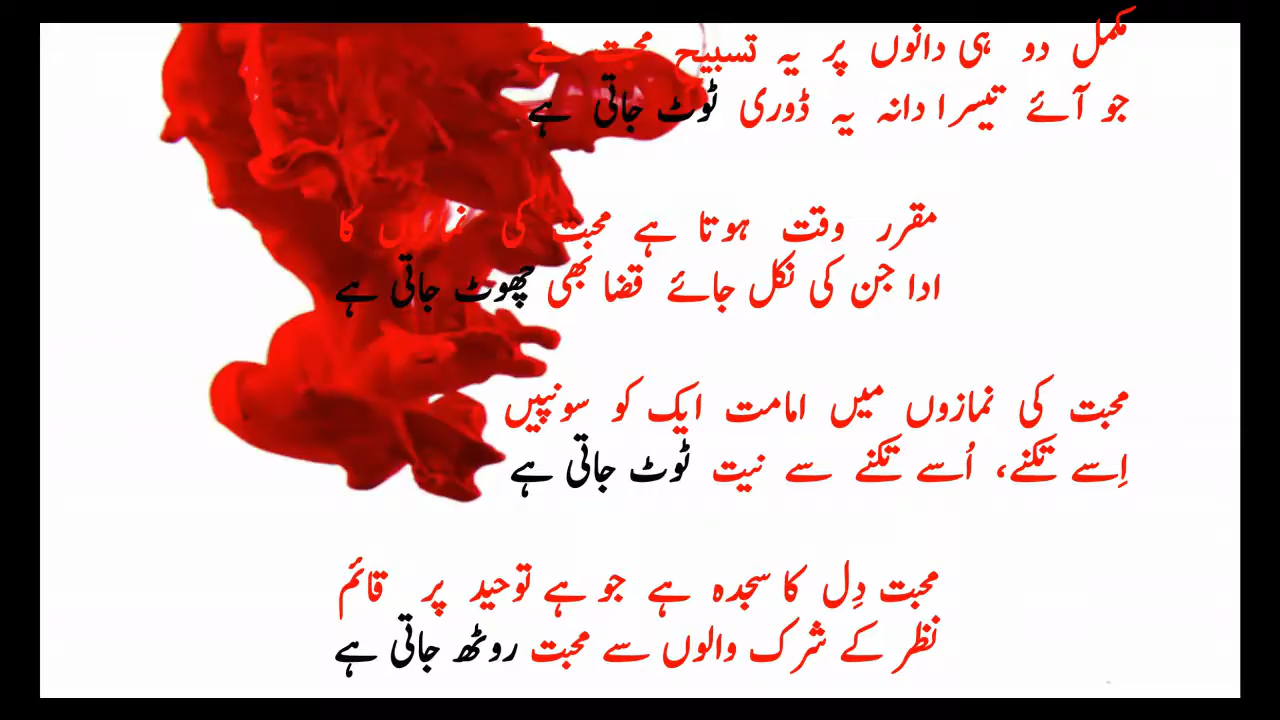 مکمل دو ہی دانوں پر یہ تسبیح محبت ہے
جو آئے تیسرا دانہ یہ ڈوری ٹوٹ جاتی ہے
مقرر وقت ہوتا ہے محبت کی نمازوں کا
ادا جن کی نکل جائے قضا بھی چھوٹ جاتی ہے
محبت کی نمازوں میں امامت ایک کو سونپیں
اِسے تکنے، اُسے تکنے سے نیت ٹوٹ جاتی ہے
محبت دِل کا سجدہ ہے جو ہے توحید پر قائم
نظر کے شرک والوں سے محبت روٹھ جاتی ہے